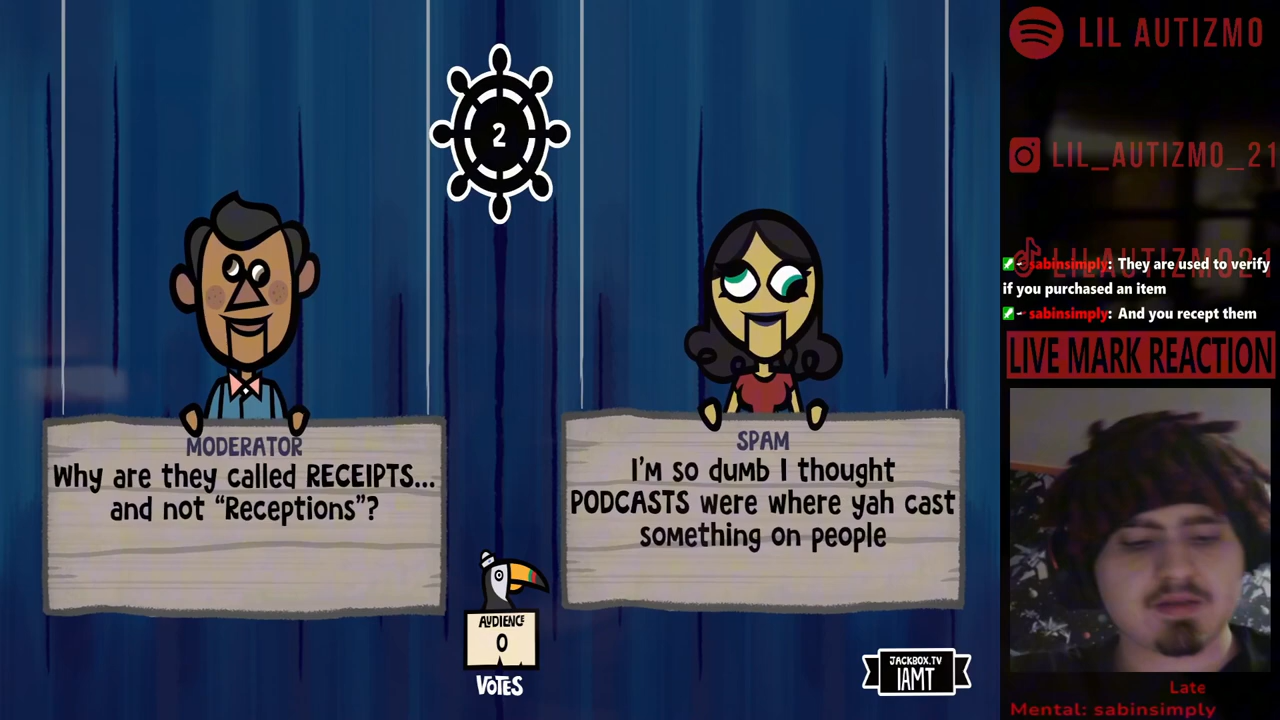 2
MODERATOR
Why are they called RECEIPTS...
and not “Receptions”?
SPAM
I'm so dumb I thought
PODCASTS were where yah cast
something on people
AUDIENCE
0
VOTES
JACKBOX.TV
IAMT
LIL AUTIZMO
LIL_AUTIZMO_21
LILAUTIZMO21
sabinsimply: They are used to verify
if you purchased an item
sabinsimply: And you recept them
LIVE MARK REACTION
Late
Mental: sabinsimply